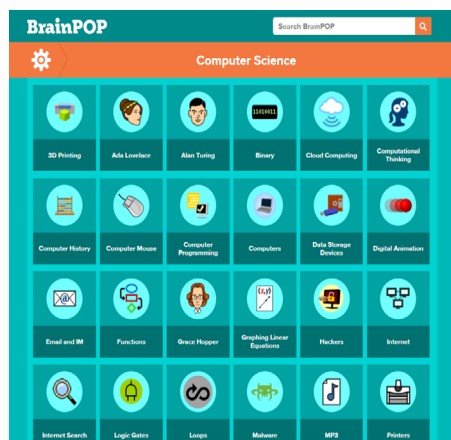 BrainPOP
Search BrainPOP
Computer Science
11010011
3D Printing
Ada Lovelace
Alan Turing
Binary
Cloud Computing
Computational
Thinking
Computer History
Computer Mouse
Computer
Programming
Computers
Data Storage
Devices
Digital Animation
@
(x,y)
Email and IM
Functions
Grace Hopper
Graphing Linear
Equations
Hackers
Internet
Internet Search
Logic Gates
Loops
Malware
MP3
Printers